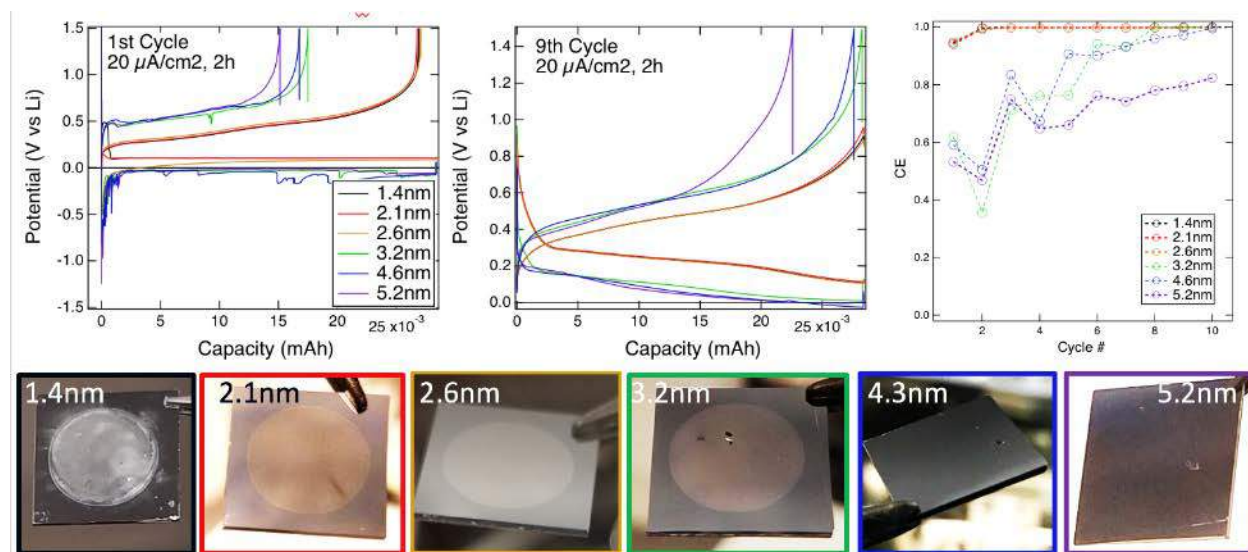 1st Cycle
20 µA/cm2, 2h
Potential (V vs Li)
1.5
1.0
0.5
0.0
-0.5
-1.0
-1.5
1.4nm
2.1nm
2.6nm
3.2nm
4.6nm
5.2nm
0
5
10
15
20
25 x10⁻³
Capacity (mAh)
9th Cycle
20 µA/cm2, 2h
Potential (V vs Li)
1.4
1.2
1.0
0.8
0.6
0.4
0.2
0.0
0
5
10
15
20
25 x10⁻³
Capacity (mAh)
CE
1.0
0.8
0.6
0.4
0.2
0.0
1.4nm
2.1nm
2.6nm
3.2nm
4.6nm
5.2nm
2
4
6
8
10
Cycle #
1.4nm
2.1nm
2.6nm
3.2nm
4.3nm
5.2nm